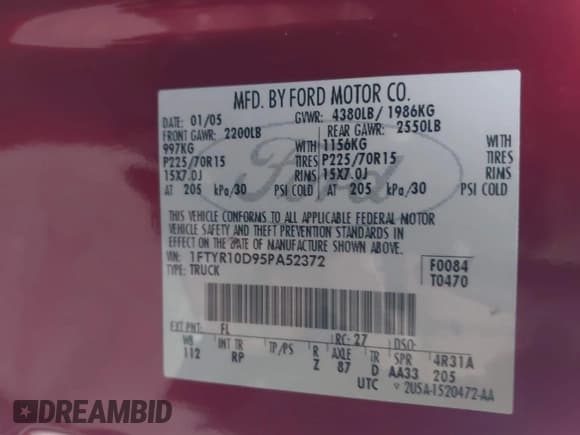 MFD. BY FORD MOTOR CO.
DATE: 01/05 GVWR: 4380LB/ 1986KG
FRONT GAWR: 2200LB REAR GAWR: 2550LB
997KG WITH 1156KG WITH
P225/70R15 TIRES P225/70R15 TIRES
15X7.0J RIMS 15X7.0J RIMS
AT 205 kPa/30 PSI COLD AT 205 kPa/30 PSI COLD
Ford
THIS VEHICLE CONFORMS TO ALL APPLICABLE FEDERAL MOTOR
VEHICLE SAFETY AND THEFT PREVENTION STANDARDS IN
EFFECT ON THE DATE OF MANUFACTURE SHOWN ABOVE.
VIN: 1FTYR10D95PA52372 F0084
TYPE: TRUCK T0470
EXT PNT: FL RC: 27 DSO:
WB INT TR TP/PS R AXLE TR SPR 4R31A
112 RP Z 87 D AA33 205
UTC ▽ 2U5A-1520472-AA
DREAMBID